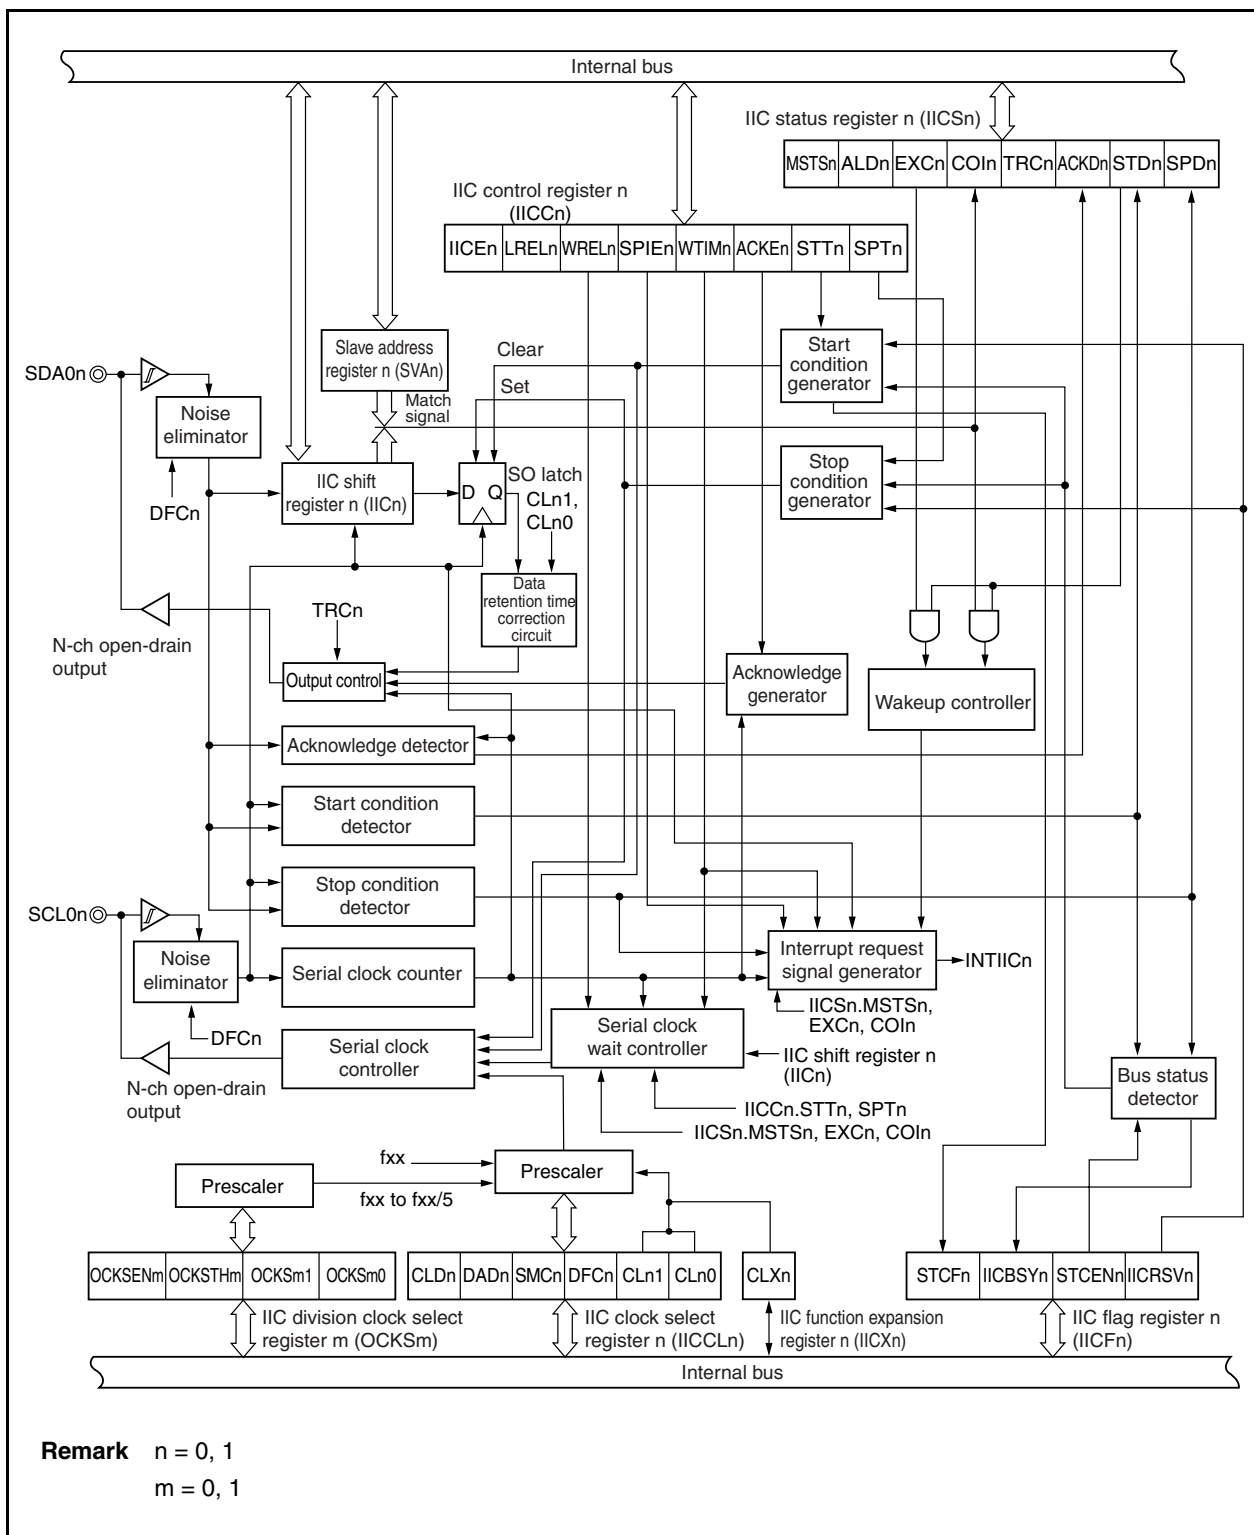 Internal bus
IIC status register n (IICSn)
MSTSn ALDn EXCn COIn TRCn ACKDn STDn SPDn
IIC control register n
(IICCn)
IICEn LRELn WRELn SPIEn WTIMn ACKEn STTn SPTn
Slave address
register n (SVAn)
Clear
Start
condition
generator
SDA0n
Set
Match
signal
Noise
eliminator
Stop
condition
generator
IIC shift
register n (IICn)
D Q
SO latch
CLn1,
CLn0
DFCn
Data
retention time
correction
circuit
TRCn
N-ch open-drain
output
Output control
Acknowledge
generator
Wakeup controller
Acknowledge detector
Start condition
detector
Stop condition
detector
SCL0n
Noise
eliminator
Serial clock counter
Interrupt request
signal generator
INTIICn
IICSn.MSTSn,
EXCn, COIn
DFCn
Serial clock
controller
Serial clock
wait controller
IIC shift register n
(IICn)
N-ch open-drain
output
Bus status
detector
IICCn.STTn, SPTn
IICSn.MSTSn, EXCn, COIn
fxx
Prescaler
Prescaler
fxx to fxx/5
OCKSENm OCKSTHm OCKSm1 OCKSm0
CLDn DADn SMCn DFCn CLn1 CLn0
CLXn
STCFn IICBSYn STCENn IICRSVn
IIC division clock select
register m (OCKSm)
IIC clock select
register n (IICCLn)
IIC function expansion
register n (IICXn)
IIC flag register n
(IICFn)
Internal bus
Remark n = 0, 1
m = 0, 1